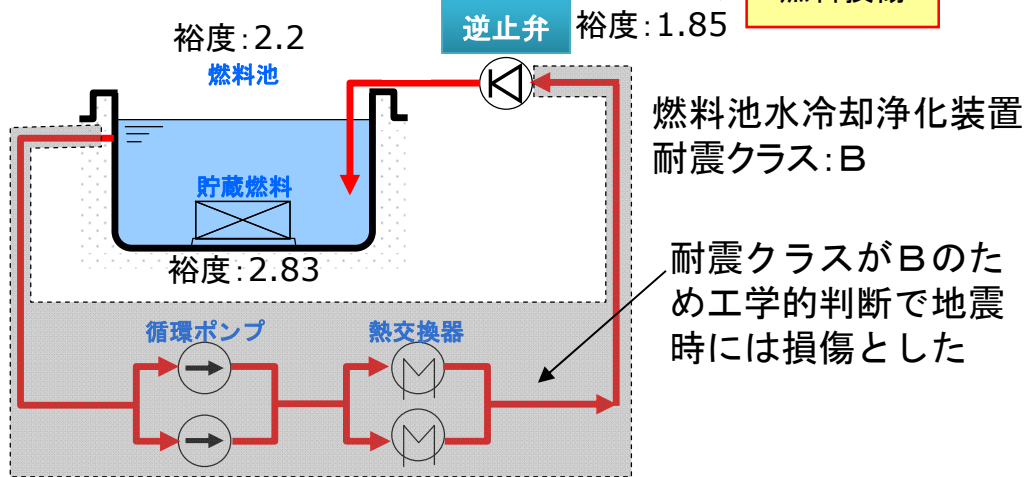 裕度：2.2
燃料池
逆止弁
裕度：1.85
燃料池水冷却浄化装置
耐震クラス：Ｂ
貯蔵燃料
裕度：2.83
耐震クラスがＢのた
め工学的判断で地震
時には損傷とした
循環ポンプ
熱交換器